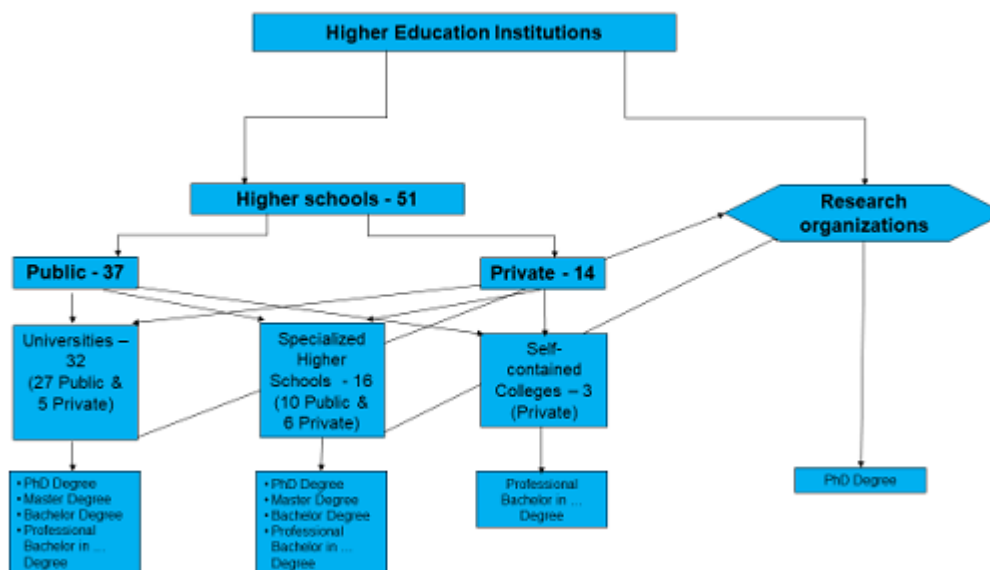 Higher Education Institutions
Higher schools - 51
Research
organizations
Public - 37
Private - 14
Universities –
32
(27 Public &
5 Private)
Specialized
Higher
Schools - 16
(10 Public &
6 Private)
Self-
contained
Colleges – 3
(Private)
• PhD Degree
• Master Degree
• Bachelor Degree
• Professional
Bachelor in ...
Degree
• PhD Degree
• Master Degree
• Bachelor Degree
• Professional
Bachelor in ...
Degree
Professional
Bachelor in ...
Degree
PhD Degree